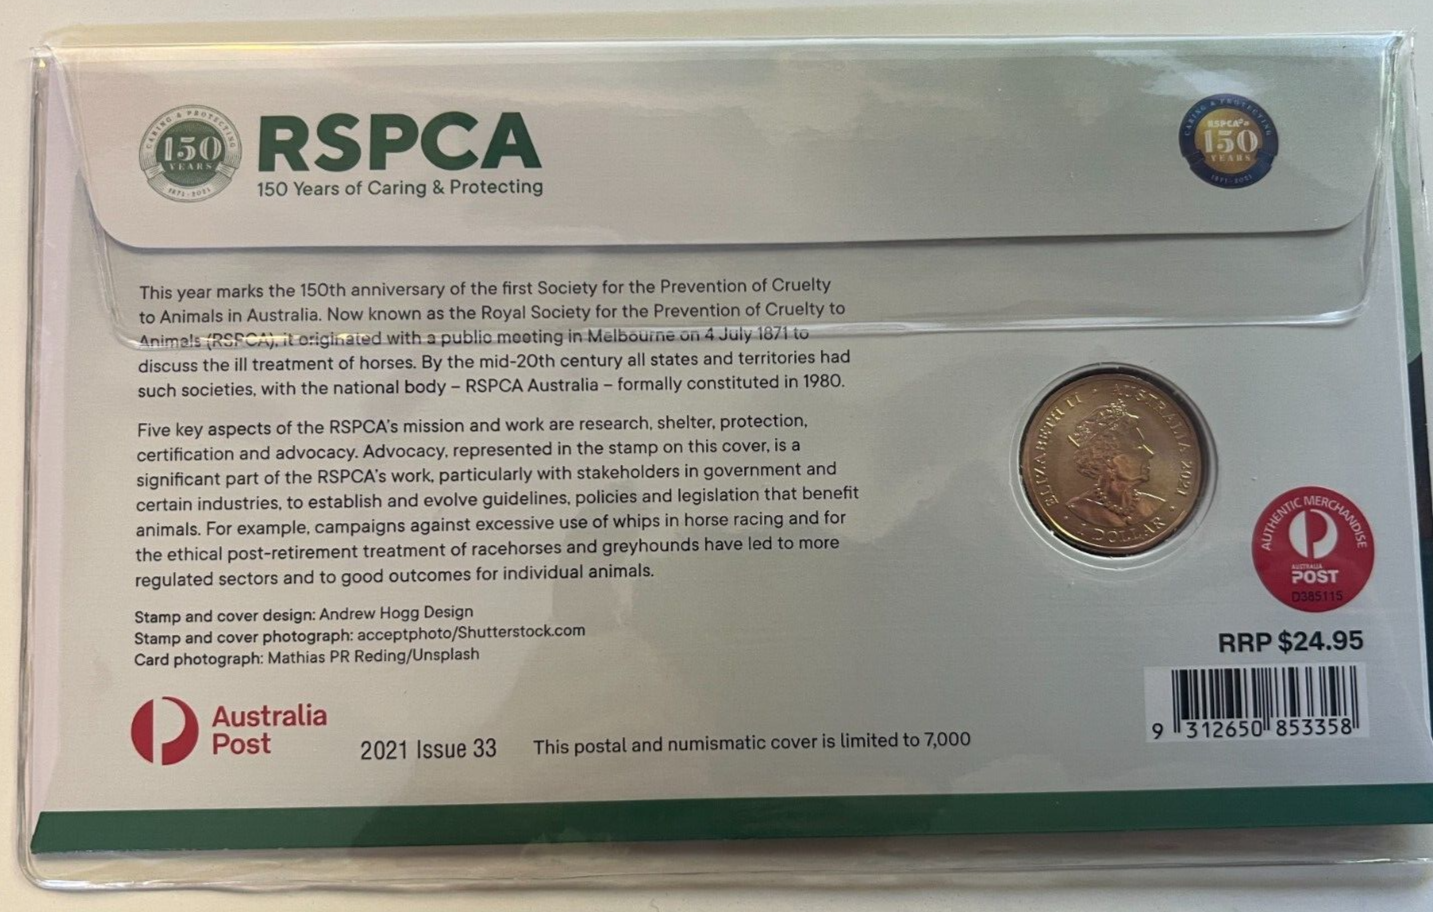 CARING & PROTECTING
150
YEARS
1871-2021
RSPCA
150 Years of Caring & Protecting
CARING & PROTECTING
RSPCA
150
YEARS
1871-2021
This year marks the 150th anniversary of the first Society for the Prevention of Cruelty
to Animals in Australia. Now known as the Royal Society for the Prevention of Cruelty to
Animals (RSPCA), it originated with a public meeting in Melbourne on 4 July 1871 to
discuss the ill treatment of horses. By the mid-20th century all states and territories had
such societies, with the national body – RSPCA Australia – formally constituted in 1980.
Five key aspects of the RSPCA's mission and work are research, shelter, protection,
certification and advocacy. Advocacy, represented in the stamp on this cover, is a
significant part of the RSPCA's work, particularly with stakeholders in government and
certain industries, to establish and evolve guidelines, policies and legislation that benefit
animals. For example, campaigns against excessive use of whips in horse racing and for
the ethical post-retirement treatment of racehorses and greyhounds have led to more
regulated sectors and to good outcomes for individual animals.
ELIZABETH II • AUSTRALIA 2021
• 1 DOLLAR •
AUTHENTIC MERCHANDISE
AUSTRALIA
POST
D385115
Stamp and cover design: Andrew Hogg Design
Stamp and cover photograph: acceptphoto/Shutterstock.com
Card photograph: Mathias PR Reding/Unsplash
RRP $24.95
Australia
Post
2021 Issue 33
This postal and numismatic cover is limited to 7,000
9 312650 853358